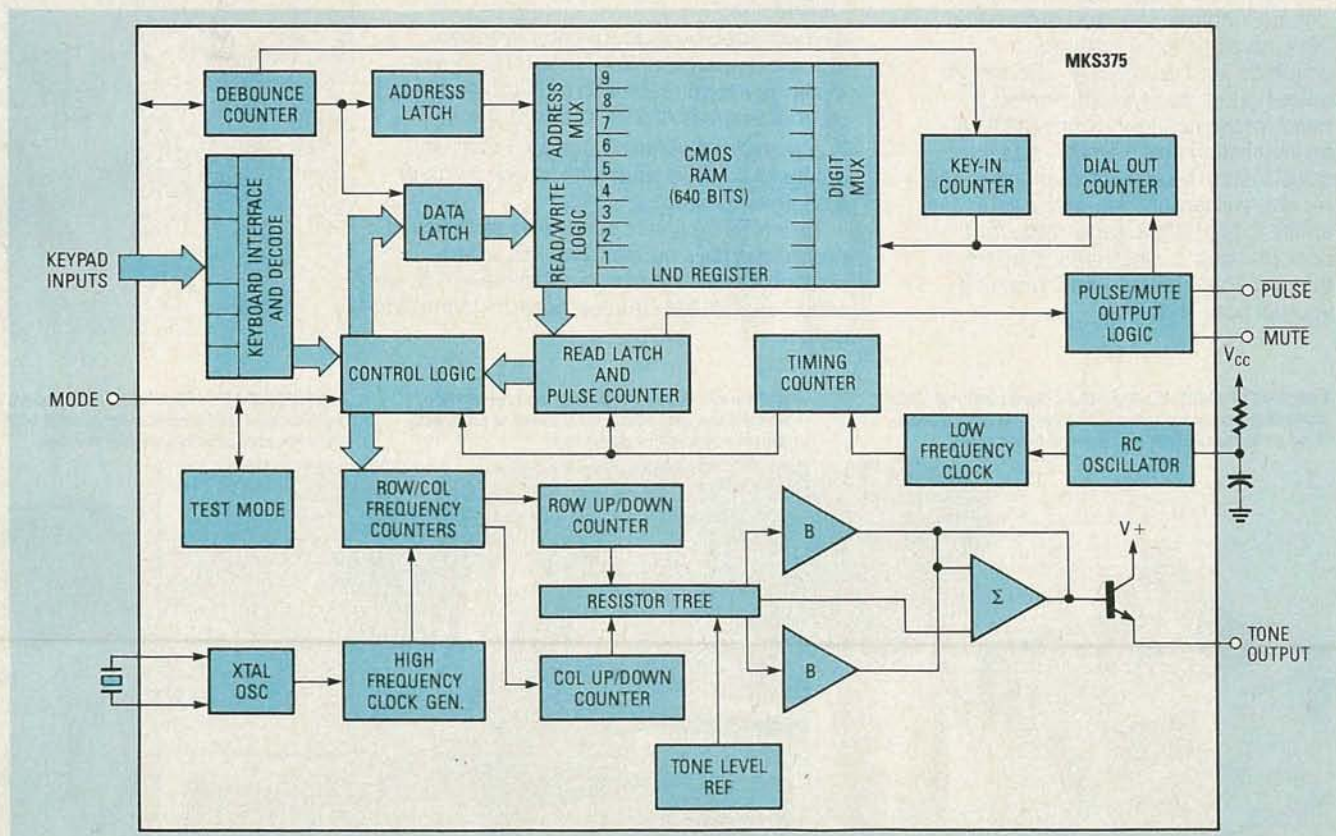 MKS375
DEBOUNCE
COUNTER
ADDRESS
LATCH
ADDRESS
MUX
9
8
7
6
5
4
3
2
1
CMOS
RAM
(640 BITS)
LND REGISTER
READ/WRITE
LOGIC
DIGIT
MUX
KEY-IN
COUNTER
DIAL OUT
COUNTER
DATA
LATCH
KEYPAD
INPUTS
KEYBOARD INTERFACE
AND DECODE
PULSE/MUTE
OUTPUT
LOGIC
PULSE
MUTE
VCC
MODE
CONTROL LOGIC
READ LATCH
AND
PULSE COUNTER
TIMING
COUNTER
LOW
FREQUENCY
CLOCK
RC
OSCILLATOR
TEST MODE
ROW/COL
FREQUENCY
COUNTERS
ROW UP/DOWN
COUNTER
B
V+
RESISTOR TREE
Σ
TONE
OUTPUT
XTAL
OSC
HIGH
FREQUENCY
CLOCK GEN.
COL UP/DOWN
COUNTER
B
TONE LEVEL
REF